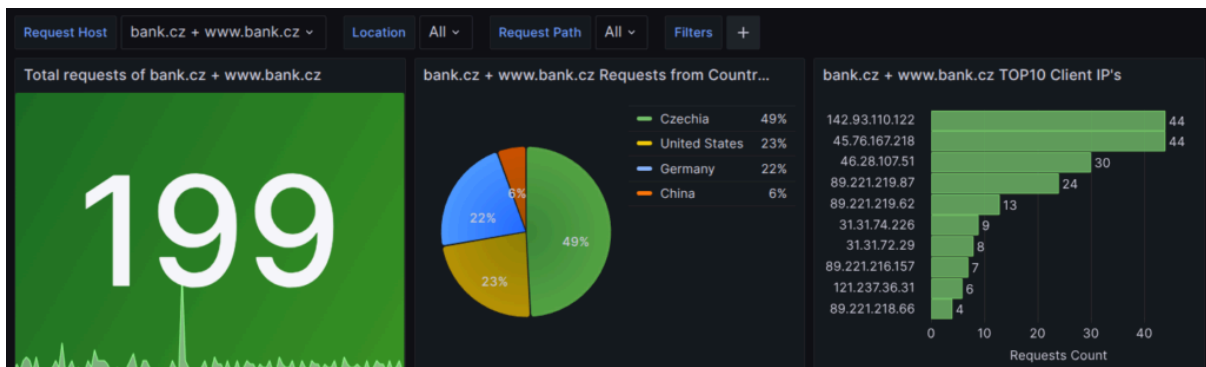 Request Host bank.cz + www.bank.cz Location All Request Path All Filters +
Total requests of bank.cz + www.bank.cz
199
bank.cz + www.bank.cz Requests from Countr...
Czechia 49%
United States 23%
Germany 22%
China 6%
6%
22%
49%
23%
bank.cz + www.bank.cz TOP10 Client IP's
142.93.110.122 44
45.76.167.218 44
46.28.107.51 30
89.221.219.87 24
89.221.219.62 13
31.31.74.226 9
31.31.72.29 8
89.221.216.157 7
121.237.36.31 6
89.221.218.66 4
0 10 20 30 40
Requests Count